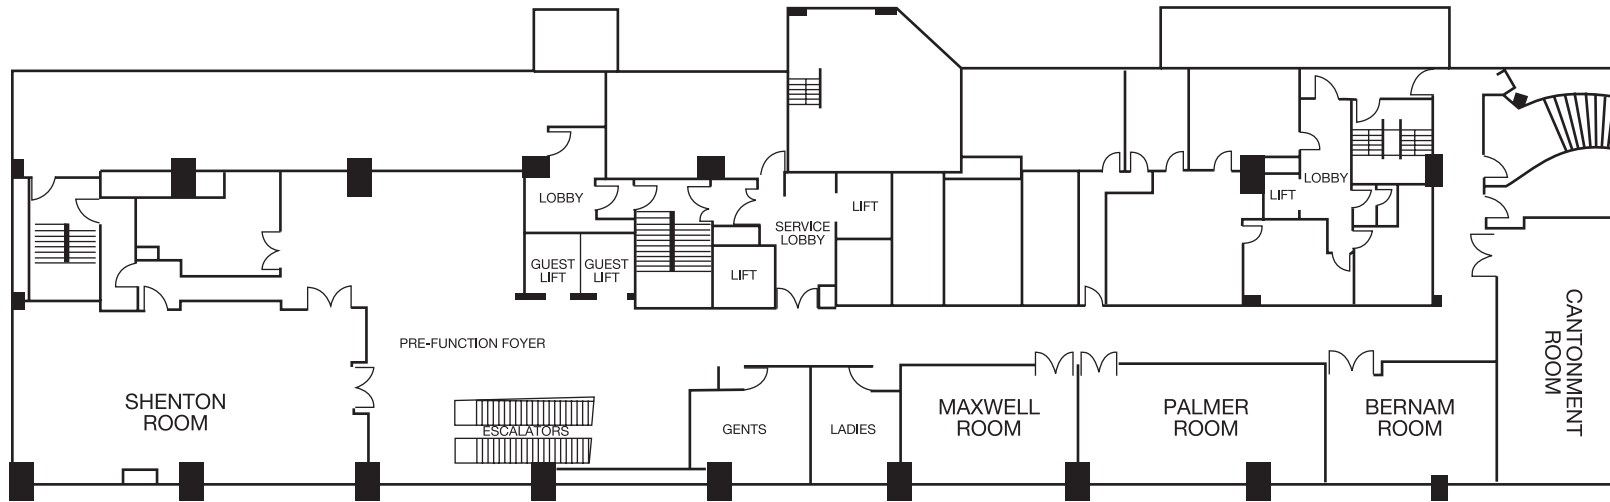 LOBBY
LOBBY
LIFT
LIFT
SERVICE
LOBBY
GUEST
LIFT
GUEST
LIFT
LIFT
PRE-FUNCTION FOYER
SHENTON
ROOM
ESCALATORS
GENTS
LADIES
MAXWELL
ROOM
PALMER
ROOM
BERNAM
ROOM
CANTONMENT
ROOM